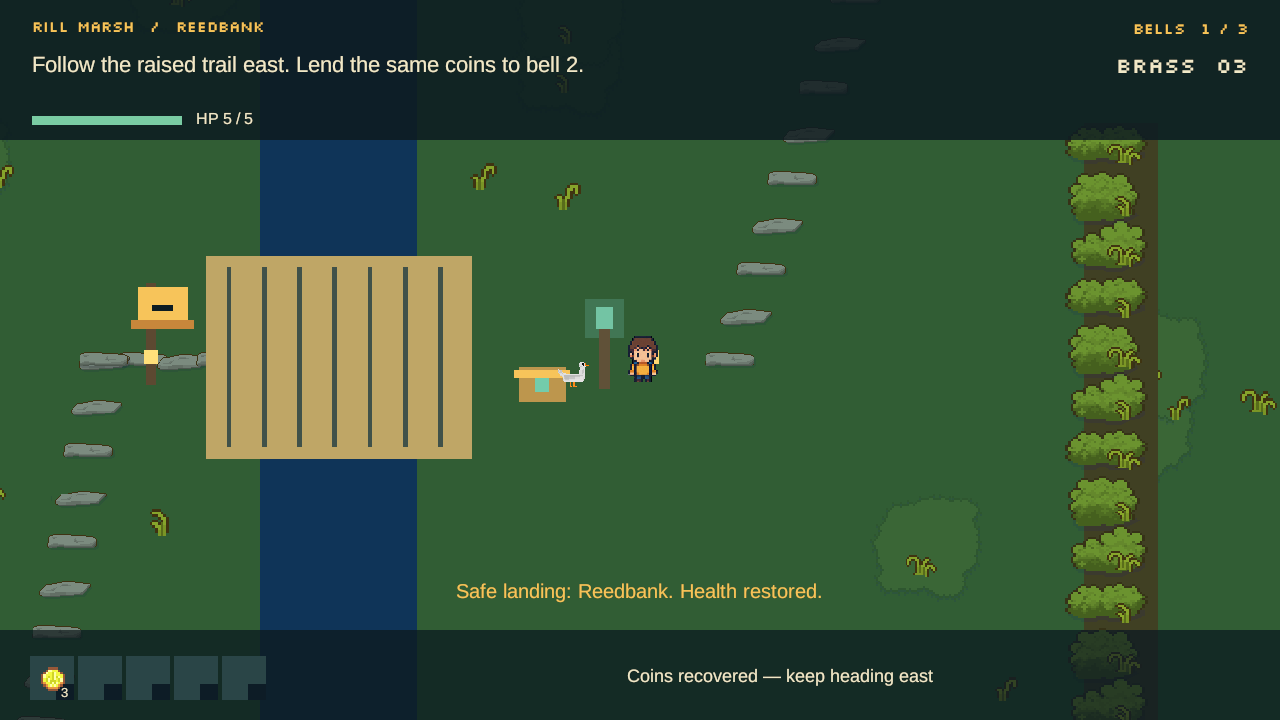 RILL MARSH / REEDBANK
BELLS 1 / 3
Follow the raised trail east. Lend the same coins to bell 2.
BRASS 03
HP 5 / 5
Safe landing: Reedbank. Health restored.
3
Coins recovered — keep heading east